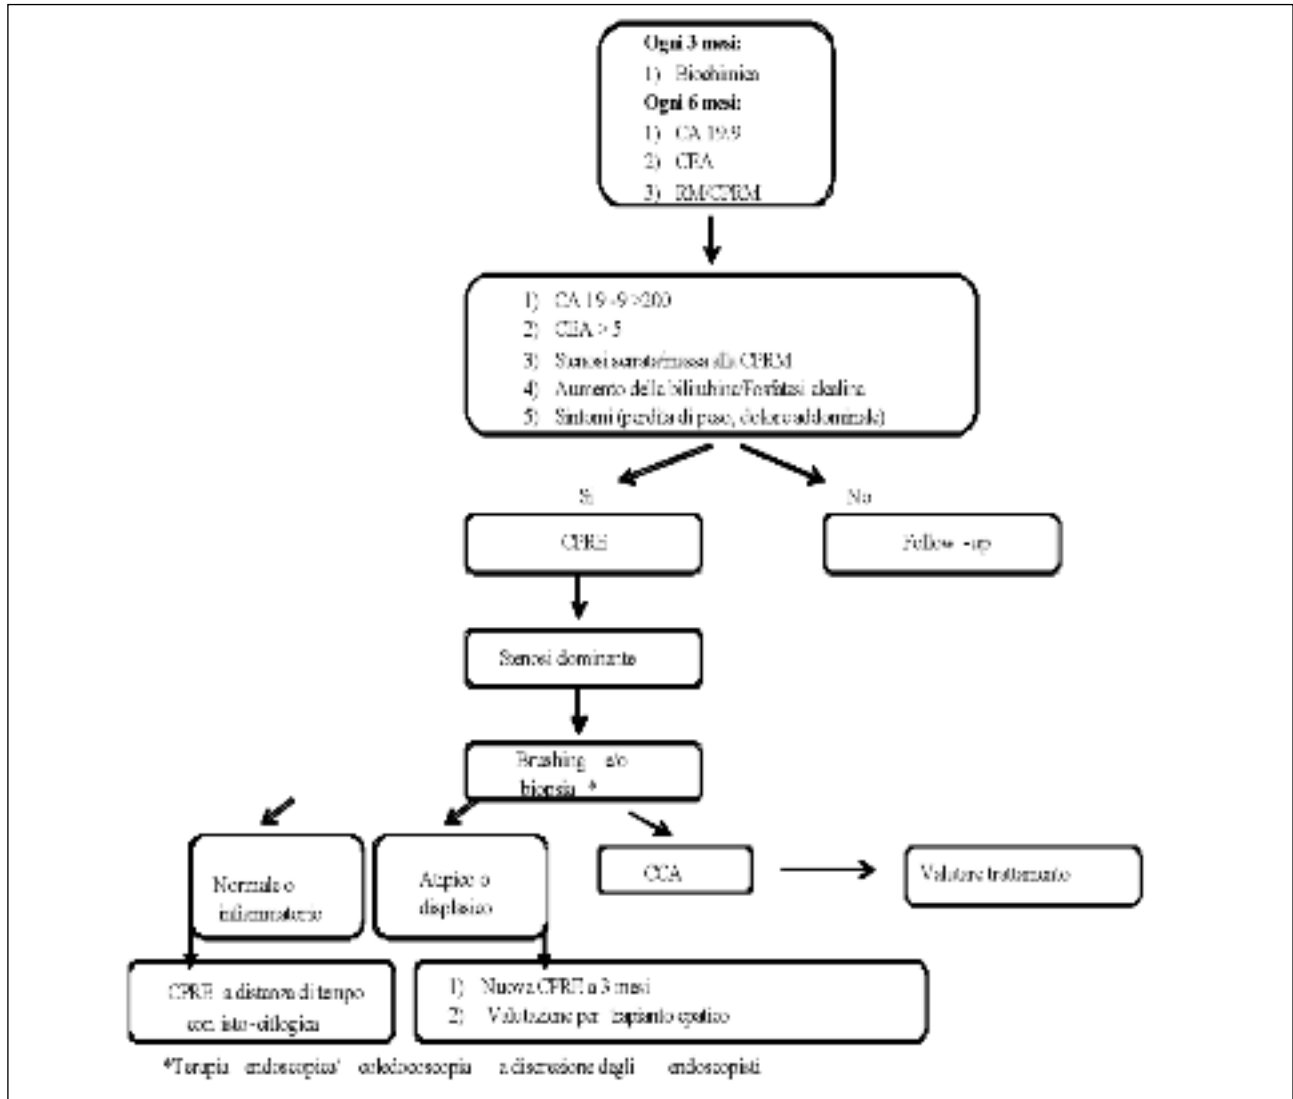 Ogni 3 mesi:
1) Biochimica
Ogni 6 mesi:
1) CA 19.9
2) CEA
3) RM/CPRM
1) CA 19-9 >200
2) CEA > 5
3) Stenosi serrata/massa alla CPRM
4) Aumento della bilirubina/Fosfatasi alcalina
5) Sintomi (perdita di peso, dolore addominale)
Si
No
CPRE
Follow -up
Stenosi dominante
Brushing e/o
biopsia *
Normale o
infiammatorio
Atipico o
displasico
CCA
Valutare trattamento
CPRE a distanza di tempo
con isto-citlogica
1) Nuova CPRE a 3 mesi
2) Valutazione per trapianto epatico
*Terapia endoscopica/ coledocoscopia a discrezione degli endoscopisti